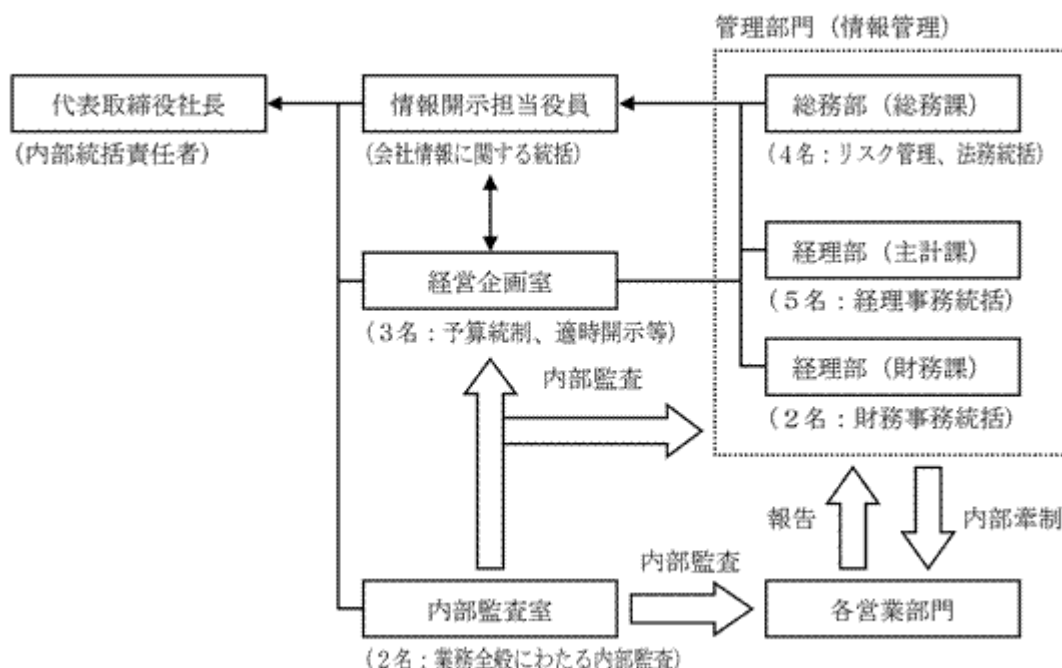 管理部門（情報管理）
代表取締役社長
(内部統括責任者)
情報開示担当役員
(会社情報に関する統括)
総務部（総務課）
(４名：リスク管理、法務統括)
経営企画室
(３名：予算統制、適時開示等)
経理部（主計課）
(５名：経理事務統括)
経理部（財務課）
(２名：財務事務統括)
内部監査
報告
内部牽制
内部監査
内部監査室
(２名：業務全般にわたる内部監査)
各営業部門